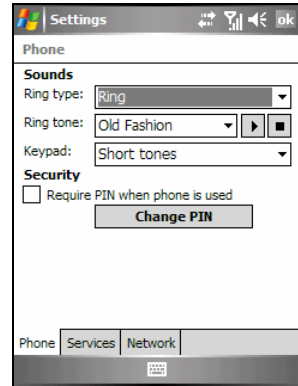 Settings ok
Phone
Sounds
Ring type: Ring
Ring tone: Old Fashion
Keypad: Short tones
Security
Require PIN when phone is used
Change PIN
Phone Services Network